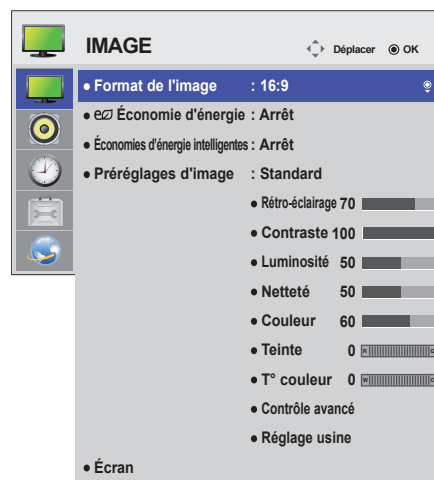 IMAGE Déplacer OK
• Format de l'image : 16:9
• Économie d'énergie : Arrêt
• Économies d'énergie intelligentes : Arrêt
• Préréglages d'image : Standard
• Rétro-éclairage 70
• Contraste 100
• Luminosité 50
• Netteté 50
• Couleur 60
• Teinte 0 R
• T° couleur 0 W
• Contrôle avancé
• Réglage usine
• Écran